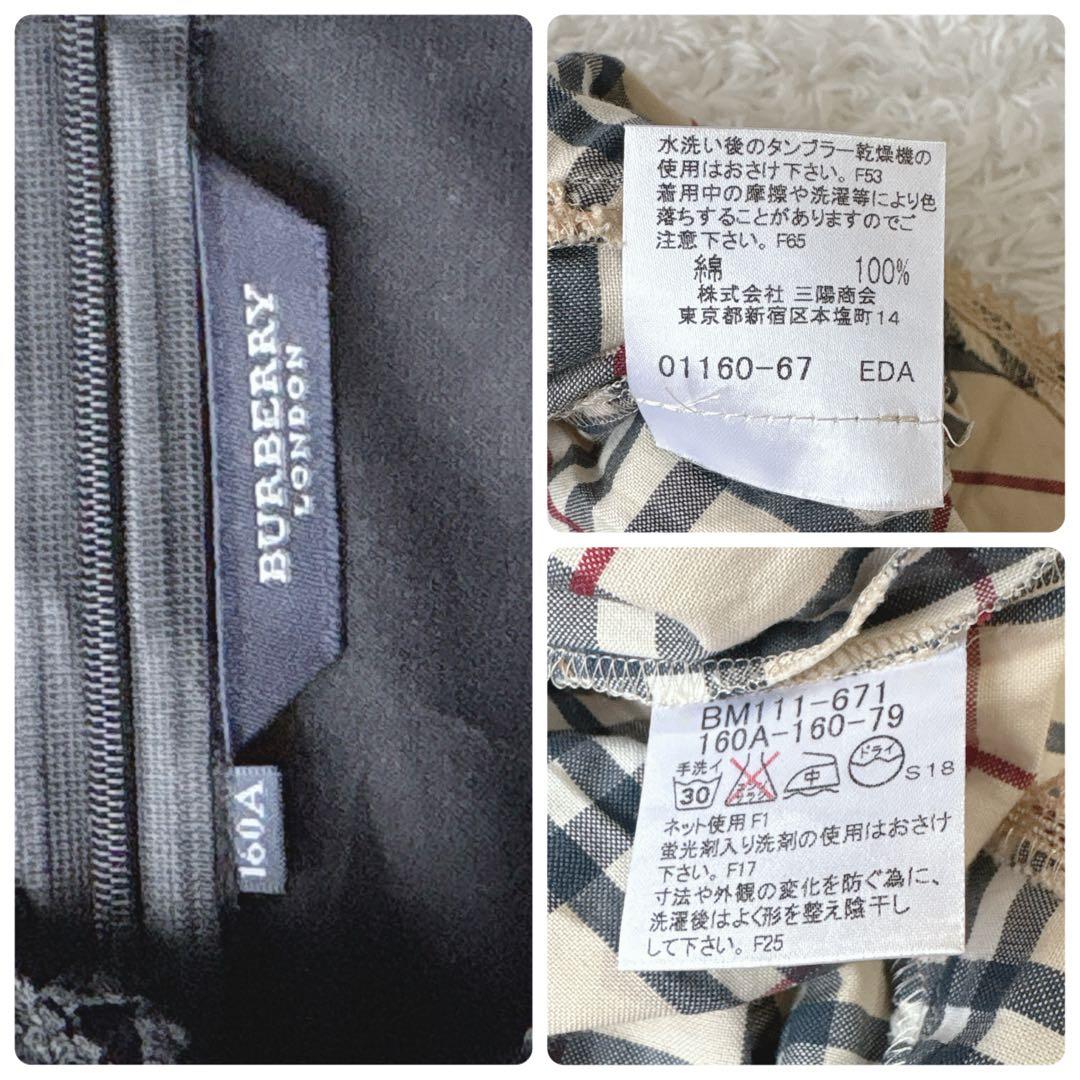 BURBERRY
LONDON
160A
水洗い後のタンブラー乾燥機の
使用はおさけ下さい。F53
着用中の摩擦や洗濯等により色
落ちすることがありますのでご
注意下さい。F65
綿 100%
株式会社 三陽商会
東京都新宿区本塩町14
01160-67 EDA
BM111-671
160A-160-79
手洗イ
30
中
ドライ
S18
ネット使用 F1
蛍光剤入り洗剤の使用はおさけ
下さい。F17
寸法や外観の変化を防ぐ為に、
洗濯後はよく形を整え陰干し
して下さい。F25